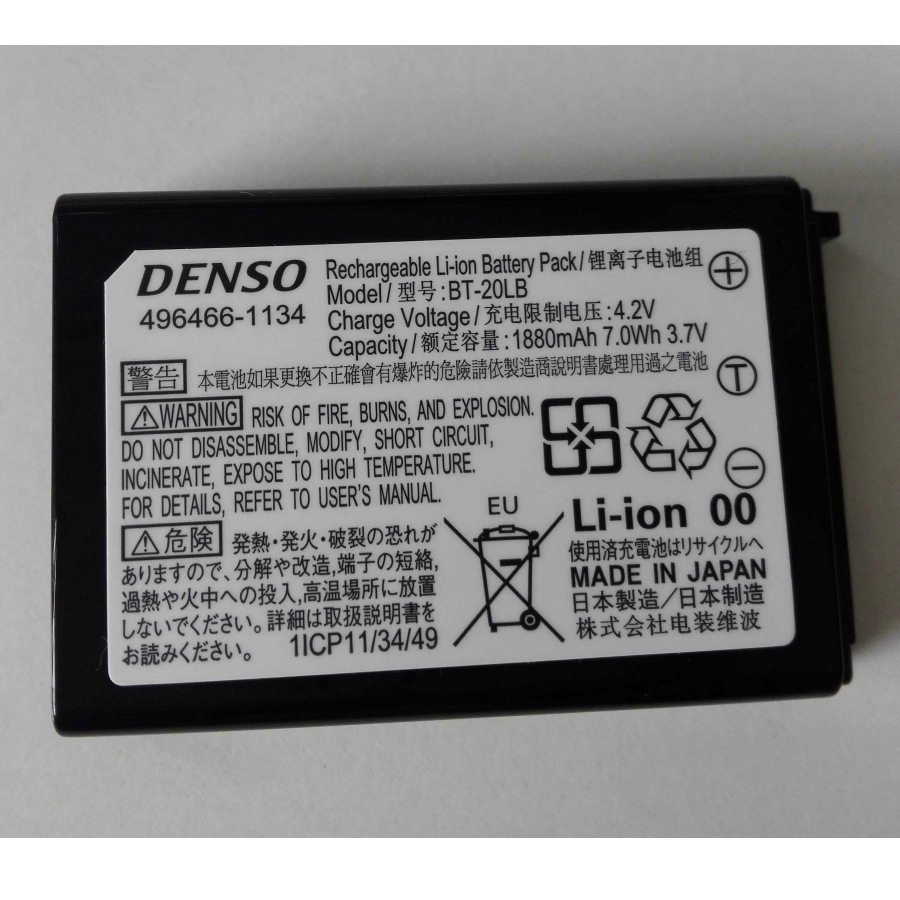 DENSO
496466-1134
Rechargeable Li-ion Battery Pack/锂离子电池组
Model/型号:BT-20LB
Charge Voltage/充电限制电压:4.2V
Capacity/额定容量:1880mAh 7.0Wh 3.7V
+
警告 本電池如果更換不正確會有爆炸的危險請依製造商說明書處理用過之電池
T
⚠WARNING RISK OF FIRE, BURNS, AND EXPLOSION.
DO NOT DISASSEMBLE, MODIFY, SHORT CIRCUIT,
INCINERATE, EXPOSE TO HIGH TEMPERATURE.
FOR DETAILS, REFER TO USER'S MANUAL.
−
⚠危険 発熱・発火・破裂の恐れが
ありますので、分解や改造,端子の短絡,
過熱や火中への投入,高温場所に放置
しないでください。詳細は取扱説明書を
お読みください。 1ICP11/34/49
EU
Li-ion 00
使用済充電池はリサイクルへ
MADE IN JAPAN
日本製造/日本制造
株式会社电装维波